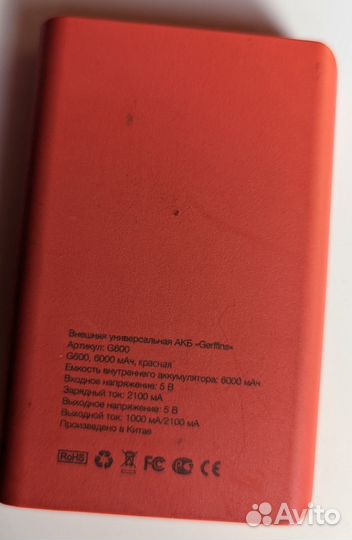 Внешняя универсальная АКБ «Gerffins»
Артикул: G600
G600, 6000 мАч, красная
Емкость внутреннего аккумулятора: 6000 мАч
Входное напряжение: 5 В
Зарядный ток: 2100 мА
Выходное напряжение: 5 В
Выходной ток: 1000 мА/2100 мА
Произведено в Китае
RoHS FC CE
Avito